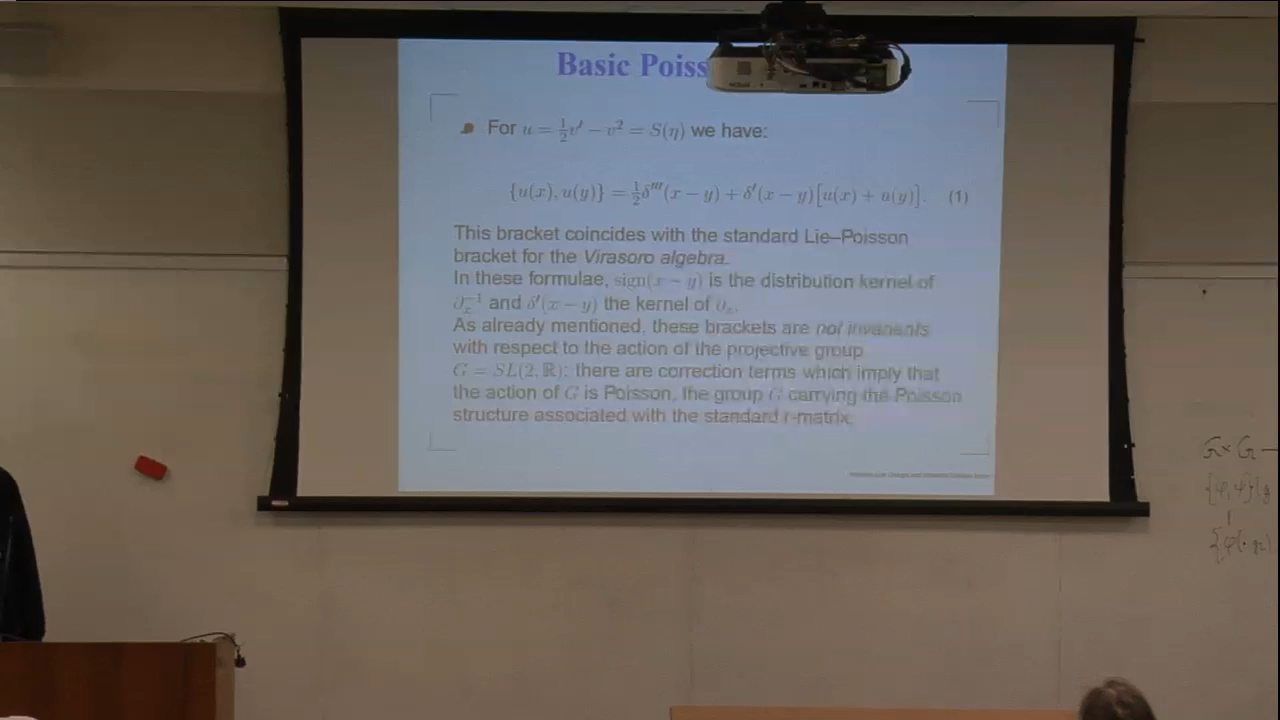 Basic Poiss
For u = ½v′ − v² = S(η) we have:
{u(x), u(y)} = ½δ‴(x − y) + δ′(x − y)[u(x) + u(y)]. (1)
This bracket coincides with the standard Lie–Poisson
bracket for the Virasoro algebra.
In these formulae, sign(x − y) is the distribution kernel of
∂ₓ⁻¹ and δ′(x − y) the kernel of ∂ₓ.
As already mentioned, these brackets are not invariants
with respect to the action of the projective group
G = SL(2, ℝ): there are correction terms which imply that
the action of G is Poisson, the group G carrying the Poisson
structure associated with the standard r-matrix.
G × G —
{φ, ψ}